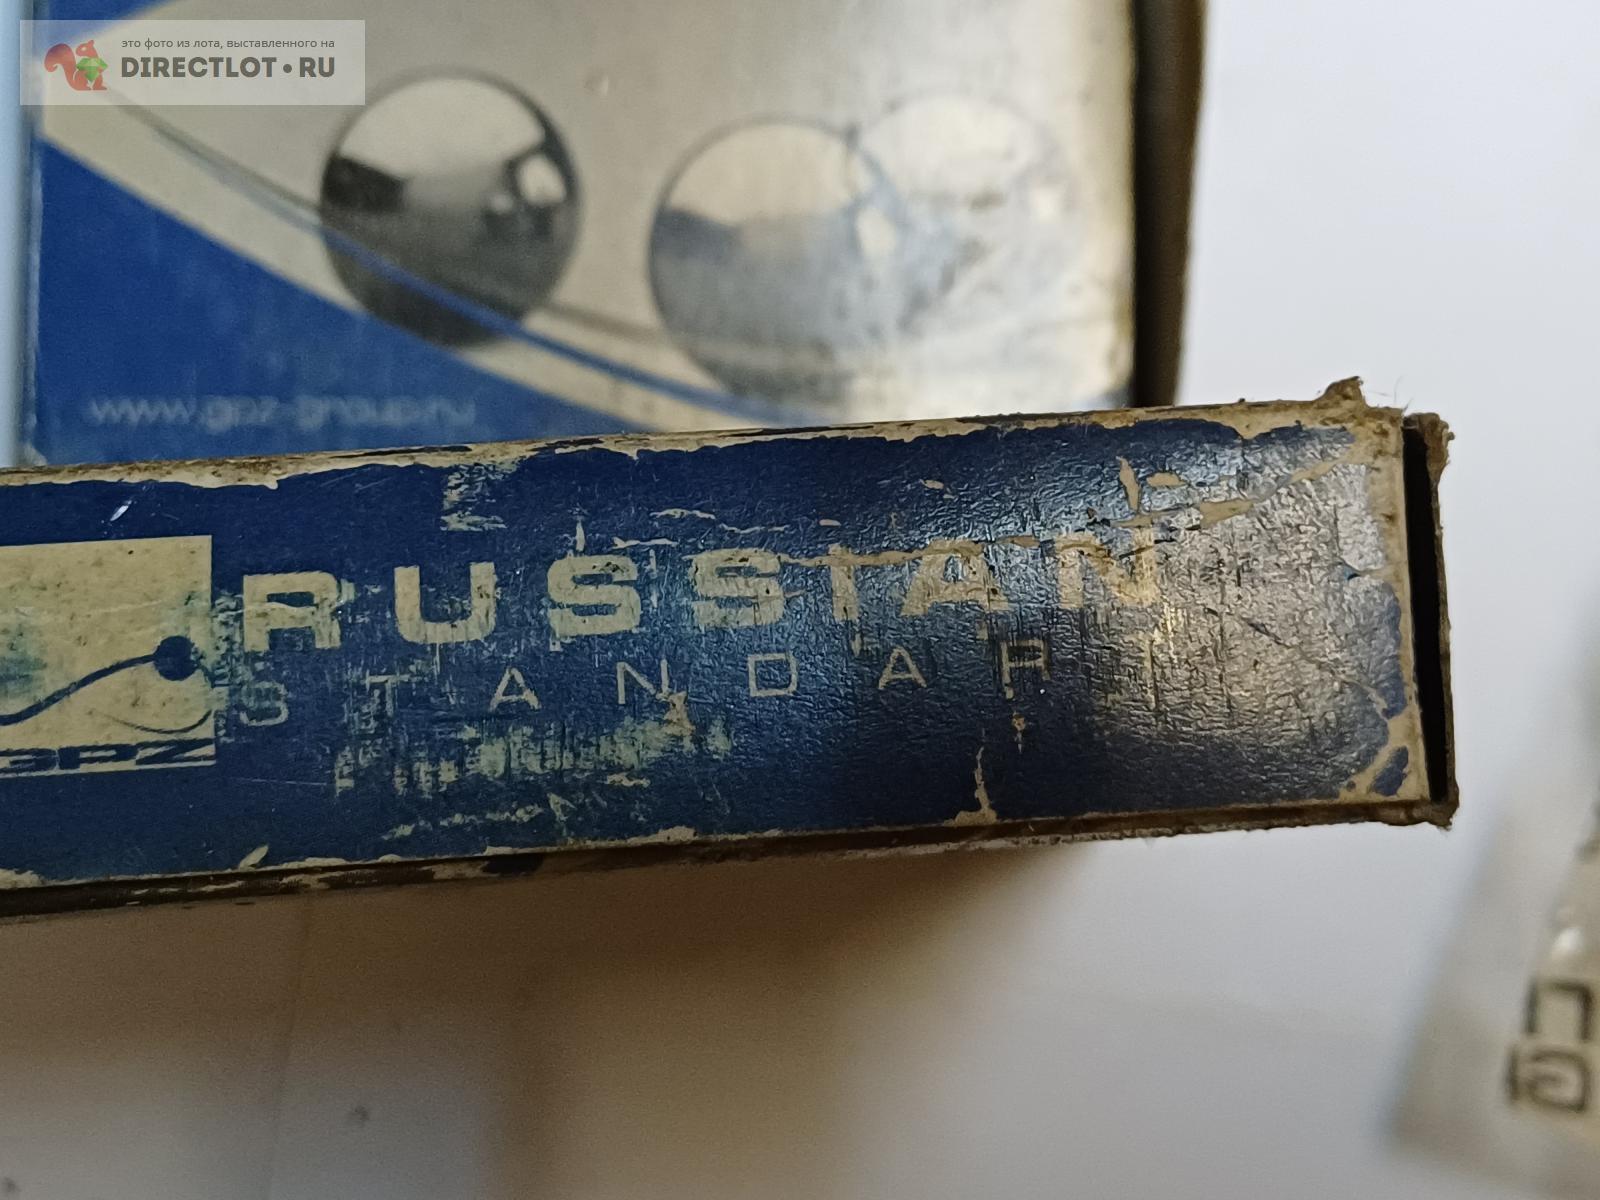 это фото из лота, выставленного на
DIRECTLOT•RU
www.gpz-group.ru
RUSSIAN
STANDAR
GPZ